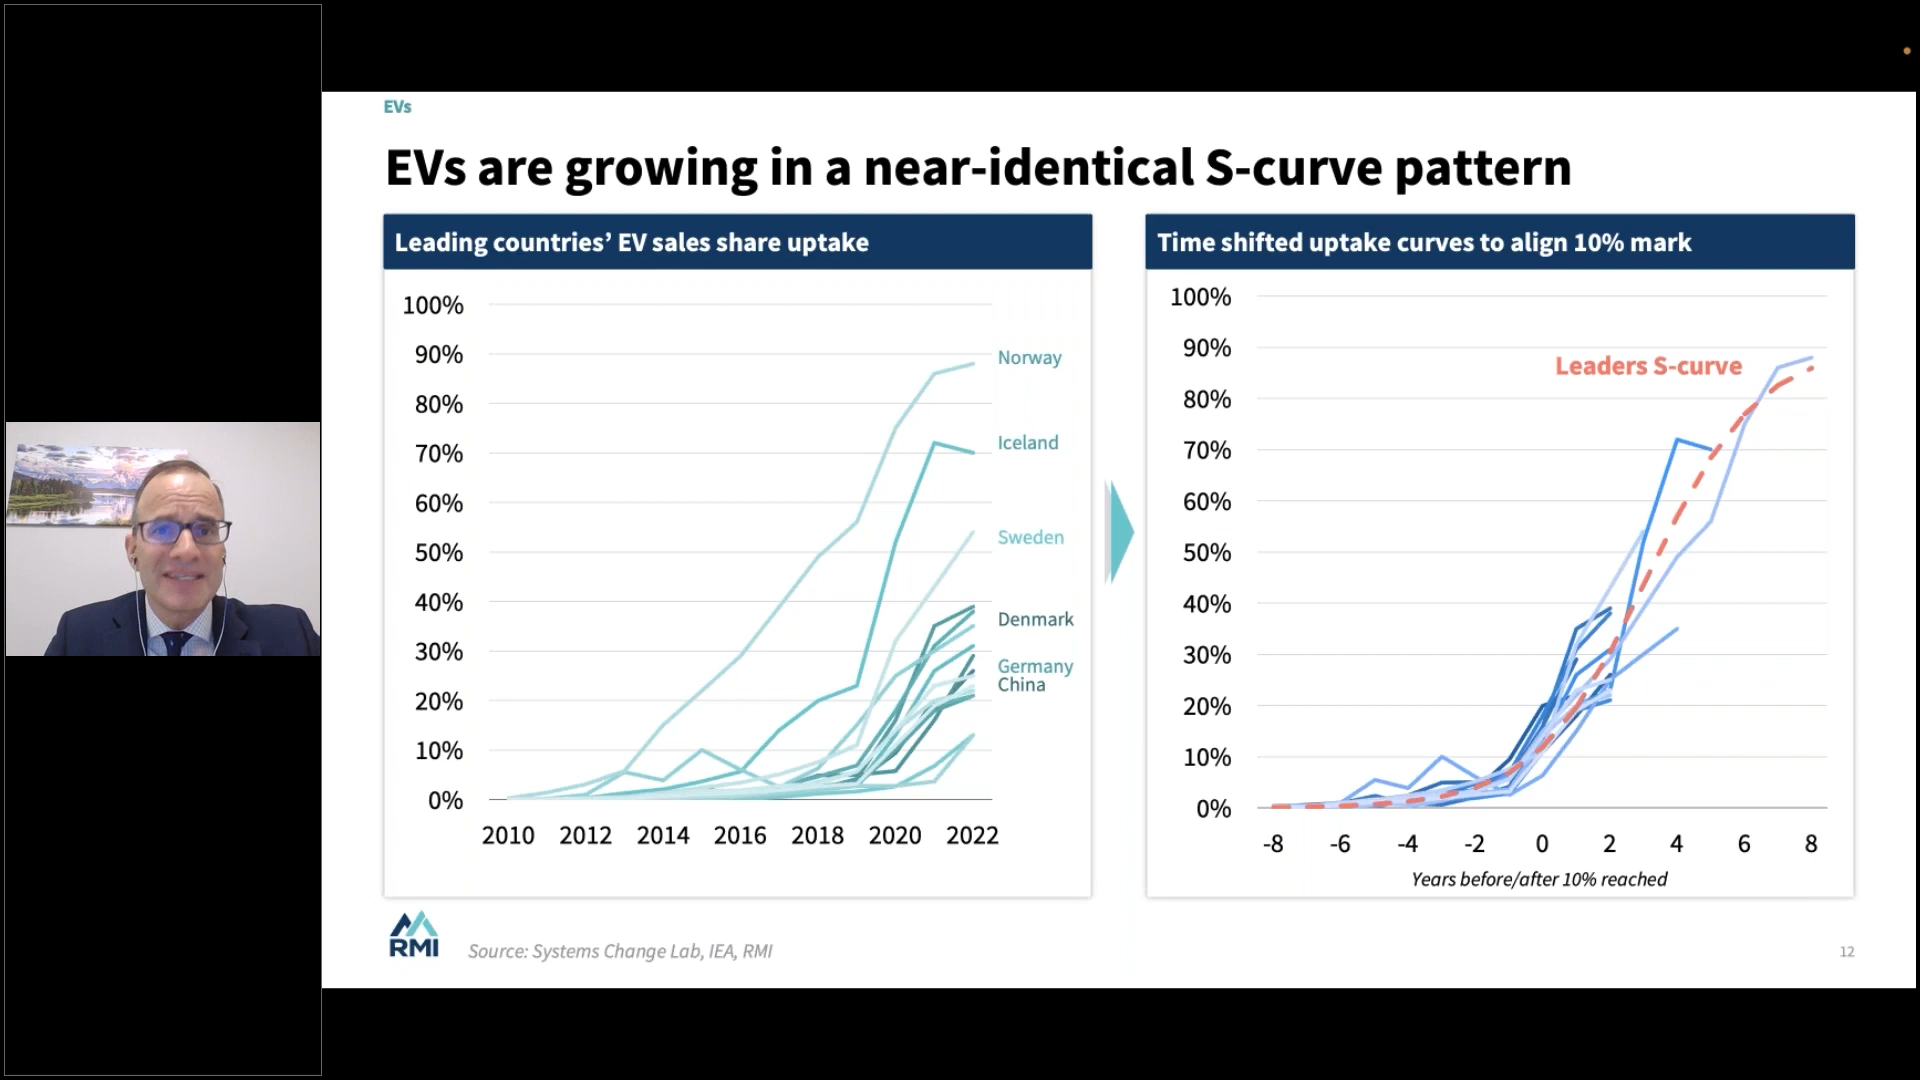 EVs
EVs are growing in a near-identical S-curve pattern
Leading countries’ EV sales share uptake
100%
90%
80%
70%
60%
50%
40%
30%
20%
10%
0%
2010 2012 2014 2016 2018 2020 2022
Norway
Iceland
Sweden
Denmark
Germany
China
Time shifted uptake curves to align 10% mark
100%
90%
80%
70%
60%
50%
40%
30%
20%
10%
0%
Leaders S-curve
-8 -6 -4 -2 0 2 4 6 8
Years before/after 10% reached
RMI
Source: Systems Change Lab, IEA, RMI
12